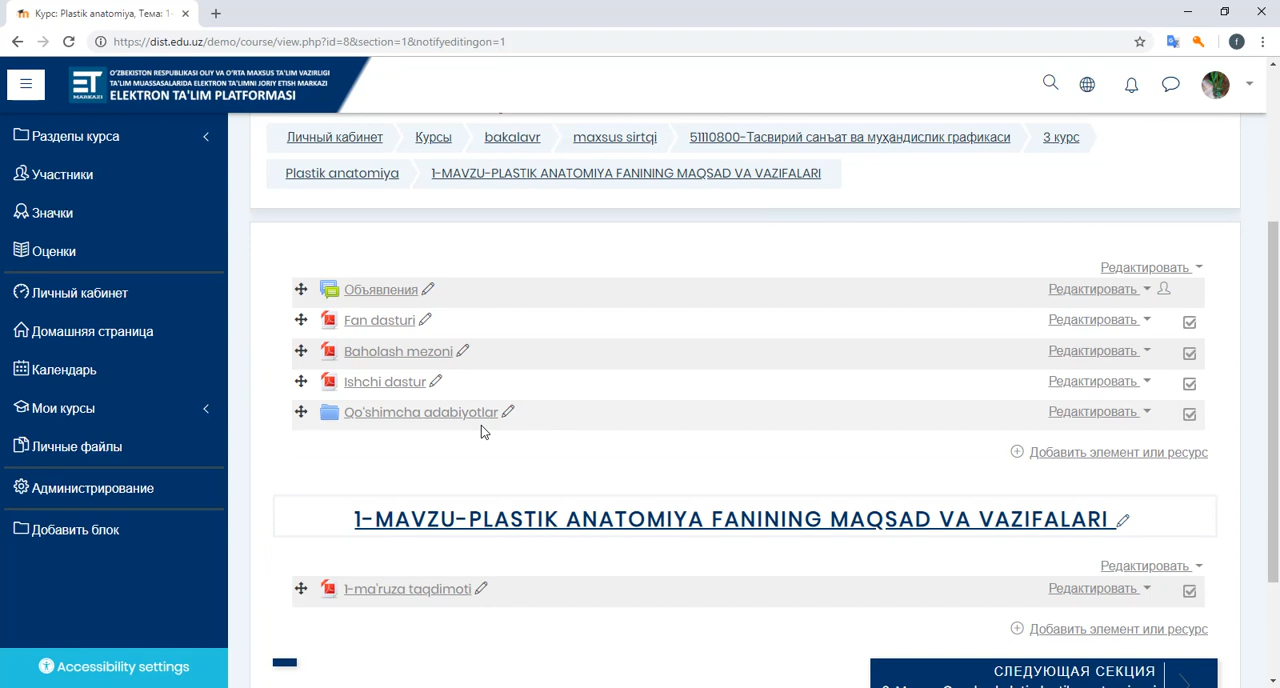 Курс: Plastik anatomiya, Тема: 1-
https://dist.edu.uz/demo/course/view.php?id=8&section=1&notifyeditingon=1
f
ET
MARKAZI
O'ZBEKISTON RESPUBLIKASI OLIY VA O'RTA MAXSUS TA'LIM VAZIRLIGI
TA'LIM MUASSASALARIDA ELEKTRON TA'LIMNI JORIY ETISH MARKAZI
ELEKTRON TA'LIM PLATFORMASI
Разделы курса
Участники
Значки
Оценки
Личный кабинет
Домашняя страница
Календарь
Мои курсы
Личные файлы
Администрирование
Добавить блок
Accessibility settings
Личный кабинет Курсы bakalavr maxsus sirtqi 51110800-Тасвирий санъат ва муҳандислик графикаси 3 курс
Plastik anatomiya 1-MAVZU-PLASTIK ANATOMIYA FANINING MAQSAD VA VAZIFALARI
Редактировать
Объявления Редактировать
Fan dasturi Редактировать
Baholash mezoni Редактировать
Ishchi dastur Редактировать
Qo'shimcha adabiyotlar Редактировать
Добавить элемент или ресурс
1-MAVZU-PLASTIK ANATOMIYA FANINING MAQSAD VA VAZIFALARI
Редактировать
1-ma'ruza taqdimoti Редактировать
Добавить элемент или ресурс
СЛЕДУЮЩАЯ СЕКЦИЯ